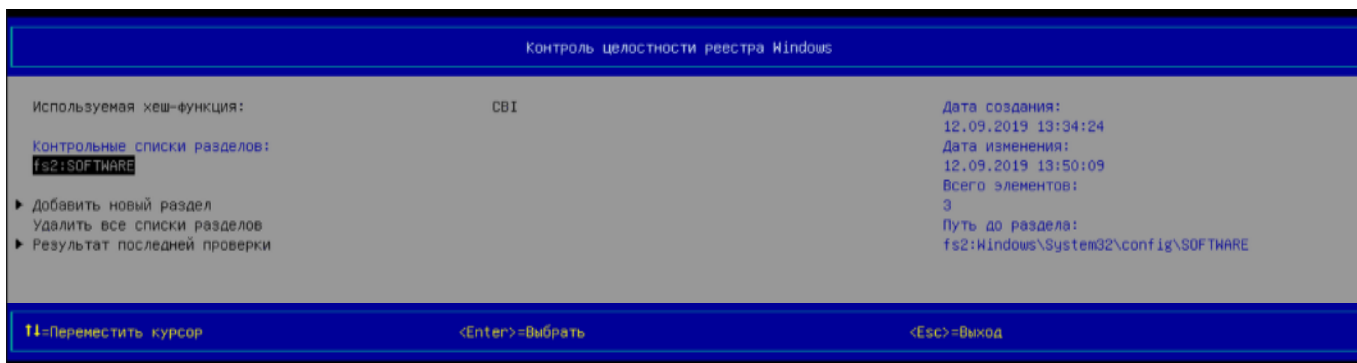 Контроль целостности реестра Windows
Используемая хеш-функция: CBI
Контрольные списки разделов:
fs2:SOFTWARE
▶ Добавить новый раздел
Удалить все списки разделов
▶ Результат последней проверки
Дата создания:
12.09.2019 13:34:24
Дата изменения:
12.09.2019 13:50:09
Всего элементов:
3
Путь до раздела:
fs2:Windows\System32\config\SOFTWARE
↑↓=Переместить курсор <Enter>=Выбрать <Esc>=Выход